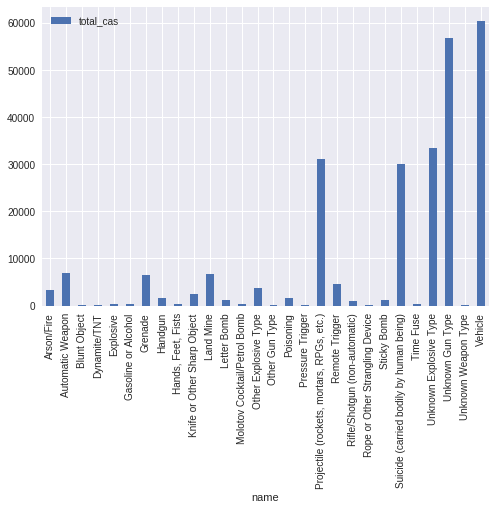 total_cas
60000
50000
40000
30000
20000
10000
0
Arson/Fire
Automatic Weapon
Blunt Object
Dynamite/TNT
Explosive
Gasoline or Alcohol
Grenade
Handgun
Hands, Feet, Fists
Knife or Other Sharp Object
Land Mine
Letter Bomb
Molotov Cocktail/Petrol Bomb
Other Explosive Type
Other Gun Type
Poisoning
Pressure Trigger
Projectile (rockets, mortars, RPGs, etc.)
Remote Trigger
Rifle/Shotgun (non-automatic)
Rope or Other Strangling Device
Sticky Bomb
Suicide (carried bodily by human being)
Time Fuse
Unknown Explosive Type
Unknown Gun Type
Unknown Weapon Type
Vehicle
name